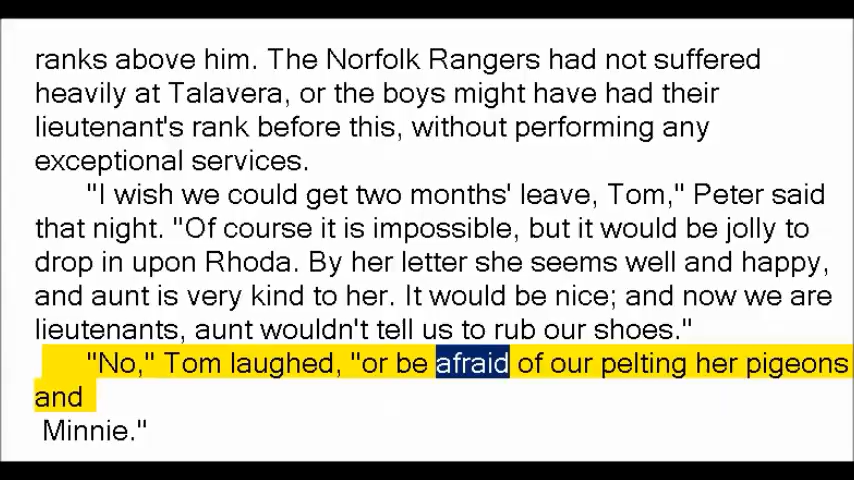 ranks above him. The Norfolk Rangers had not suffered
heavily at Talavera, or the boys might have had their
lieutenant's rank before this, without performing any
exceptional services.
"I wish we could get two months' leave, Tom," Peter said
that night. "Of course it is impossible, but it would be jolly to
drop in upon Rhoda. By her letter she seems well and happy,
and aunt is very kind to her. It would be nice; and now we are
lieutenants, aunt wouldn't tell us to rub our shoes."
"No," Tom laughed, "or be afraid of our pelting her pigeons
and
Minnie."